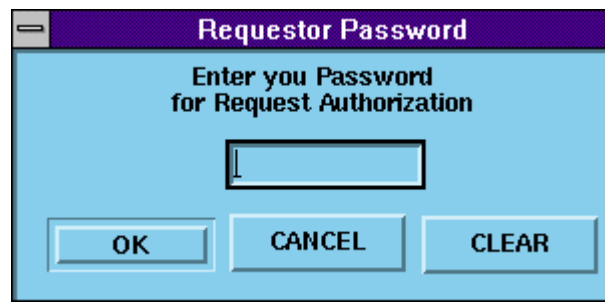 Requestor Password
Enter you Password
for Request Authorization
OK CANCEL CLEAR